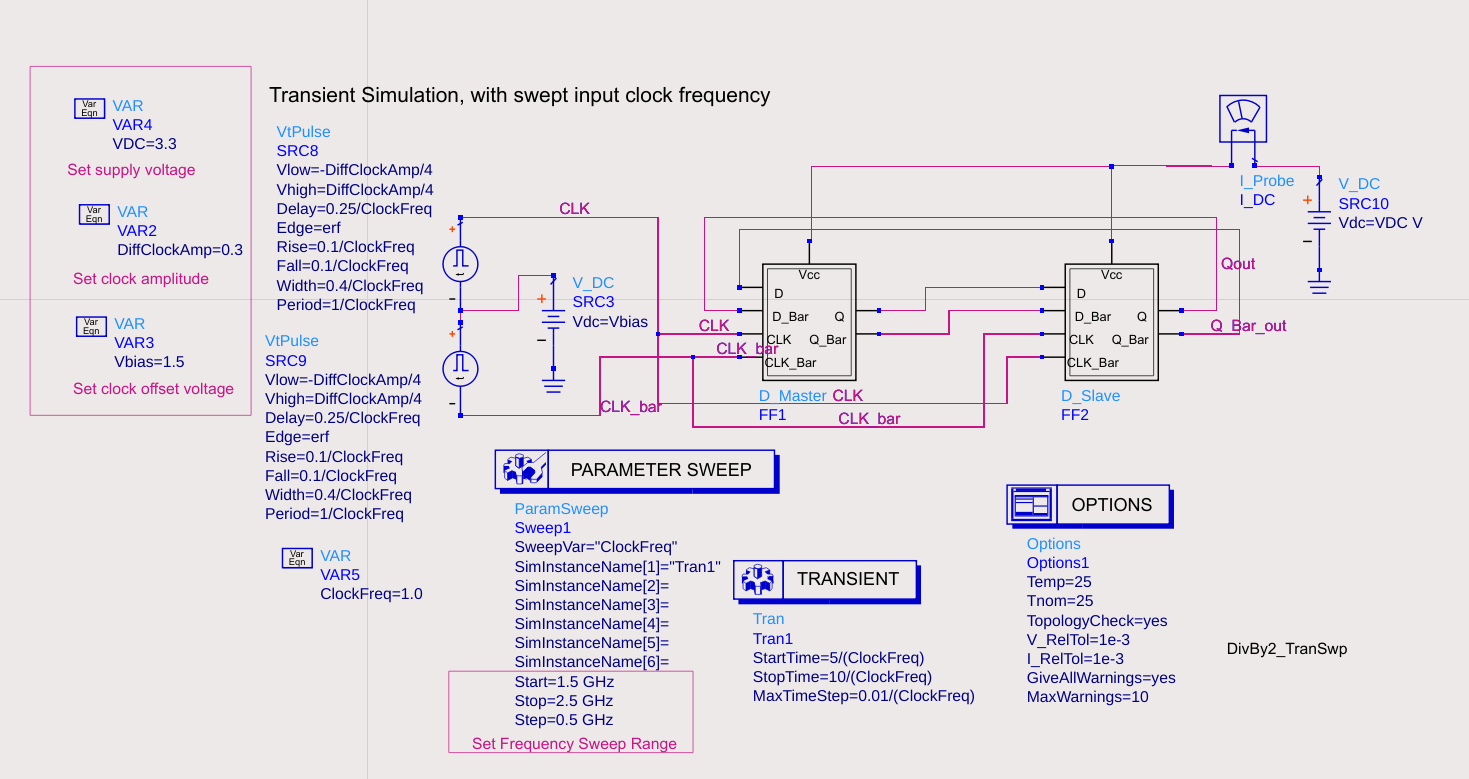 Transient Simulation, with swept input clock frequency
Var
Eqn
VAR
VAR4
VDC=3.3
Set supply voltage
Var
Eqn
VAR
VAR2
DiffClockAmp=0.3
Set clock amplitude
Var
Eqn
VAR
VAR3
Vbias=1.5
Set clock offset voltage
VtPulse
SRC8
Vlow=-DiffClockAmp/4
Vhigh=DiffClockAmp/4
Delay=0.25/ClockFreq
Edge=erf
Rise=0.1/ClockFreq
Fall=0.1/ClockFreq
Width=0.4/ClockFreq
Period=1/ClockFreq
VtPulse
SRC9
Vlow=-DiffClockAmp/4
Vhigh=DiffClockAmp/4
Delay=0.25/ClockFreq
Edge=erf
Rise=0.1/ClockFreq
Fall=0.1/ClockFreq
Width=0.4/ClockFreq
Period=1/ClockFreq
Var
Eqn
VAR
VAR5
ClockFreq=1.0
CLK
V_DC
SRC3
Vdc=Vbias
CLK
CLK_bar
CLK_bar
Vcc
D
D_Bar Q
CLK Q_Bar
CLK_Bar
D_Master
FF1
CLK
CLK_bar
Vcc
D
D_Bar Q
CLK Q_Bar
CLK_Bar
D_Slave
FF2
Qout
Q_Bar_out
I_Probe
I_DC
V_DC
SRC10
Vdc=VDC V
PARAMETER SWEEP
ParamSweep
Sweep1
SweepVar="ClockFreq"
SimInstanceName[1]="Tran1"
SimInstanceName[2]=
SimInstanceName[3]=
SimInstanceName[4]=
SimInstanceName[5]=
SimInstanceName[6]=
Start=1.5 GHz
Stop=2.5 GHz
Step=0.5 GHz
Set Frequency Sweep Range
TRANSIENT
Tran
Tran1
StartTime=5/(ClockFreq)
StopTime=10/(ClockFreq)
MaxTimeStep=0.01/(ClockFreq)
OPTIONS
Options
Options1
Temp=25
Tnom=25
TopologyCheck=yes
V_RelTol=1e-3
I_RelTol=1e-3
GiveAllWarnings=yes
MaxWarnings=10
DivBy2_TranSwp